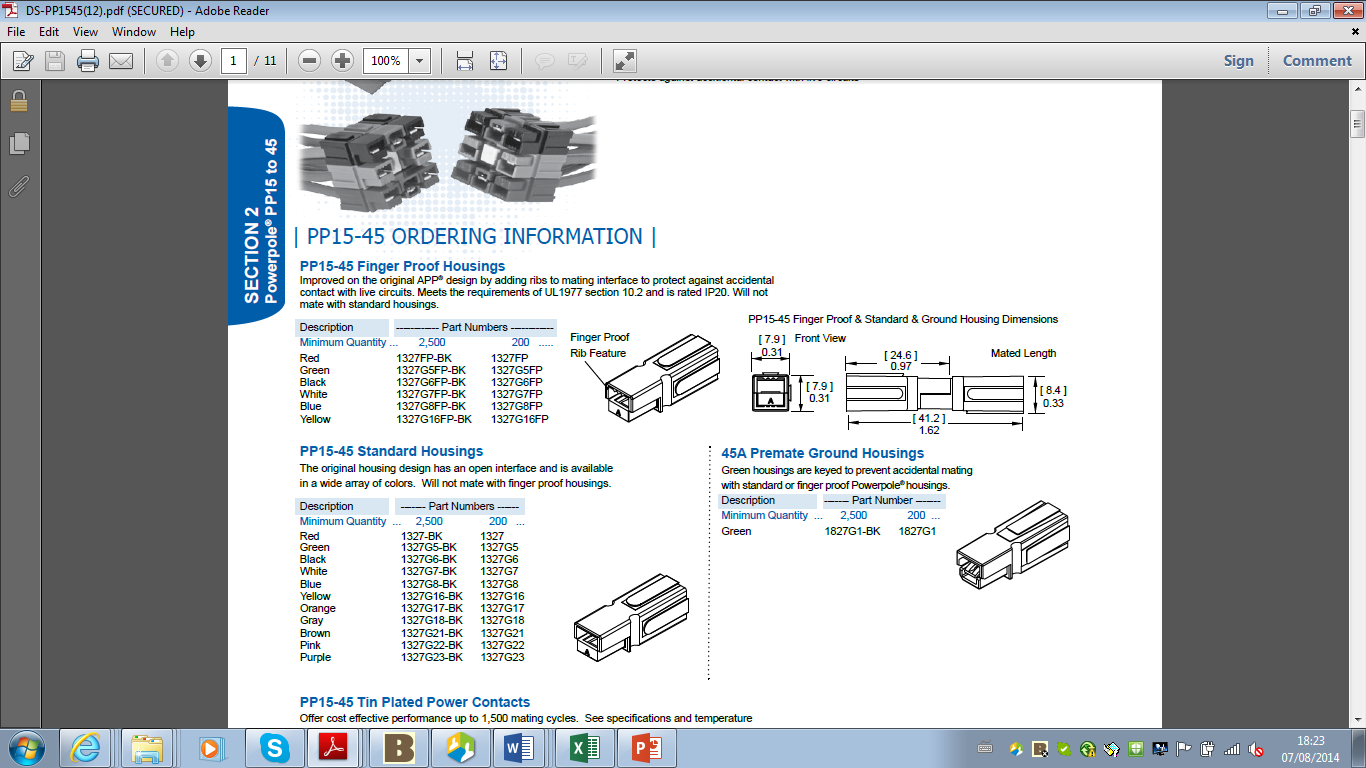 DS-PP1545(12).pdf (SECURED) - Adobe Reader
File Edit View Window Help
1 / 11 100% Sign Comment
SECTION 2
Powerpole® PP15 to 45
| PP15-45 ORDERING INFORMATION |
PP15-45 Finger Proof Housings
Improved on the original APP® design by adding ribs to mating interface to protect against accidental
contact with live circuits. Meets the requirements of UL1977 section 10.2 and is rated IP20. Will not
mate with standard housings.
Description ------------- Part Numbers -------------
Minimum Quantity ... 2,500 200 .....
Red 1327FP-BK 1327FP
Green 1327G5FP-BK 1327G5FP
Black 1327G6FP-BK 1327G6FP
White 1327G7FP-BK 1327G7FP
Blue 1327G8FP-BK 1327G8FP
Yellow 1327G16FP-BK 1327G16FP
Finger Proof
Rib Feature
A
PP15-45 Finger Proof & Standard & Ground Housing Dimensions
[ 7.9 ]
0.31
Front View
[ 24.6 ]
0.97
Mated Length
[ 7.9 ]
0.31
A
[ 8.4 ]
0.33
[ 41.2 ]
1.62
PP15-45 Standard Housings
The original housing design has an open interface and is available
in a wide array of colors. Will not mate with finger proof housings.
Description ------- Part Numbers ------
Minimum Quantity ... 2,500 200 ...
Red 1327-BK 1327
Green 1327G5-BK 1327G5
Black 1327G6-BK 1327G6
White 1327G7-BK 1327G7
Blue 1327G8-BK 1327G8
Yellow 1327G16-BK 1327G16
Orange 1327G17-BK 1327G17
Gray 1327G18-BK 1327G18
Brown 1327G21-BK 1327G21
Pink 1327G22-BK 1327G22
Purple 1327G23-BK 1327G23
A
45A Premate Ground Housings
Green housings are keyed to prevent accidental mating
with standard or finger proof Powerpole® housings.
Description ------- Part Number -------
Minimum Quantity ... 2,500 200 ...
Green 1827G1-BK 1827G1
PP15-45 Tin Plated Power Contacts
Offer cost effective performance up to 1,500 mating cycles. See specifications and temperature
18:23
07/08/2014